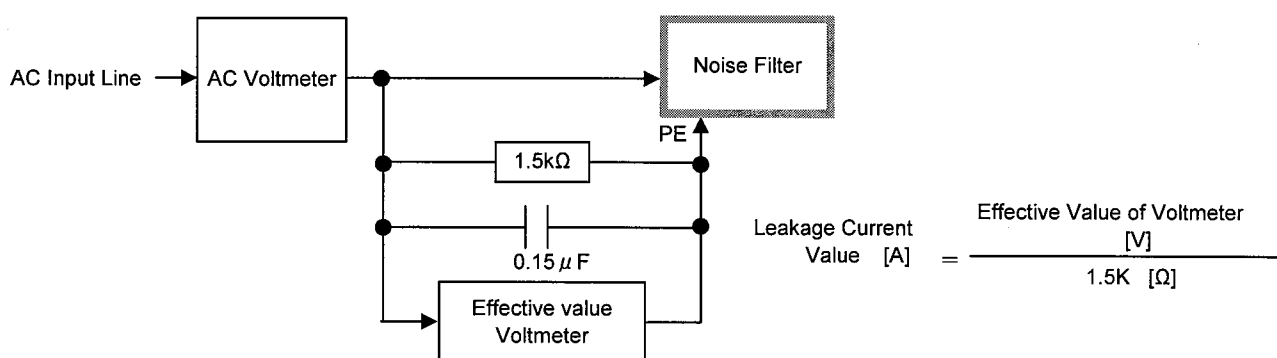 AC Input Line
AC Voltmeter
Noise Filter
PE
1.5kΩ
0.15 μ F
Effective value
Voltmeter
Leakage Current
Value [A]
=
Effective Value of Voltmeter
[V]
1.5K [Ω]